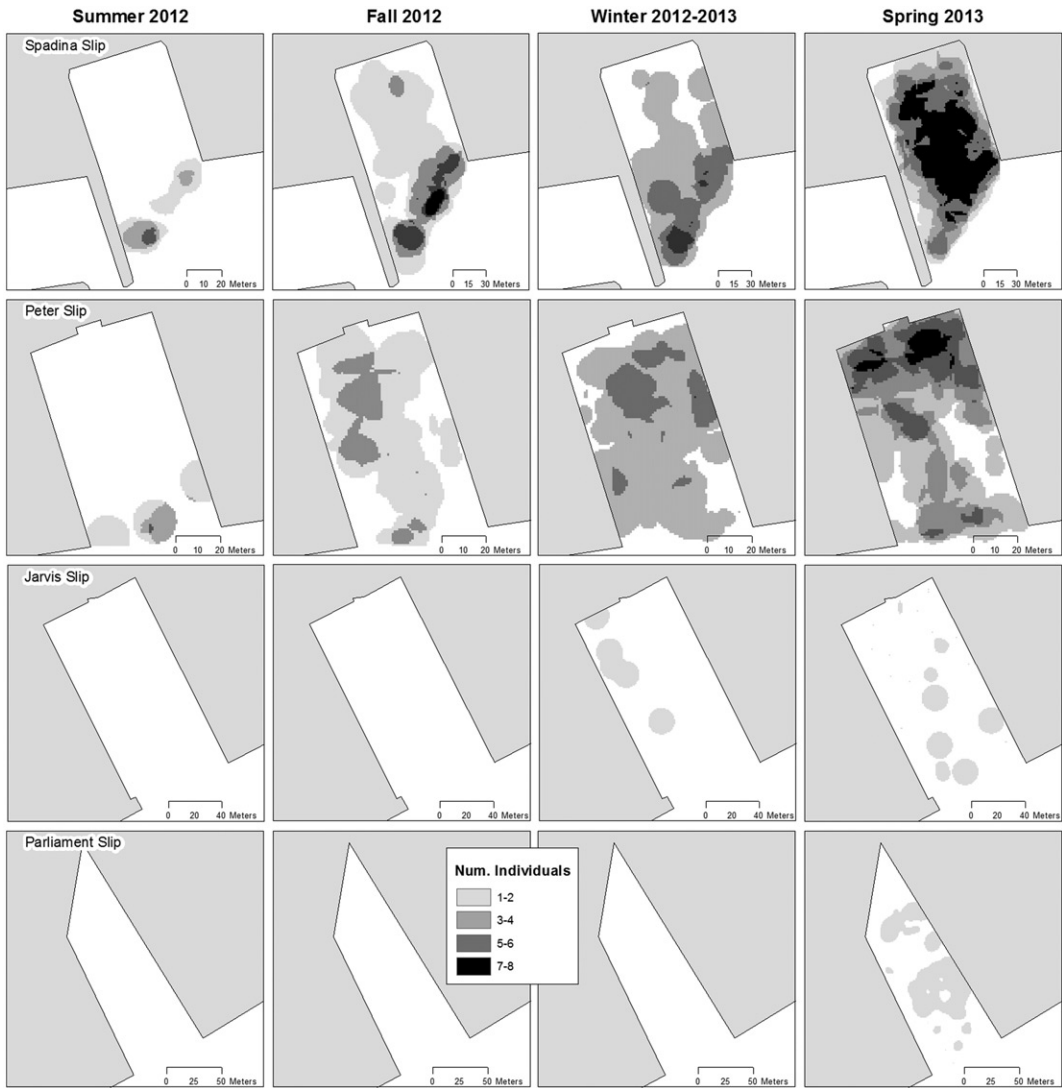 Summer 2012 Fall 2012 Winter 2012-2013 Spring 2013
Spadina Slip
0 10 20 Meters
0 15 30 Meters
0 15 30 Meters
0 15 30 Meters
Peter Slip
0 10 20 Meters
0 10 20 Meters
0 10 20 Meters
0 10 20 Meters
Jarvis Slip
0 20 40 Meters
0 20 40 Meters
0 20 40 Meters
0 20 40 Meters
Parliament Slip
Num. Individuals
1-2
3-4
5-6
7-8
0 25 50 Meters
0 25 50 Meters
0 25 50 Meters
0 25 50 Meters